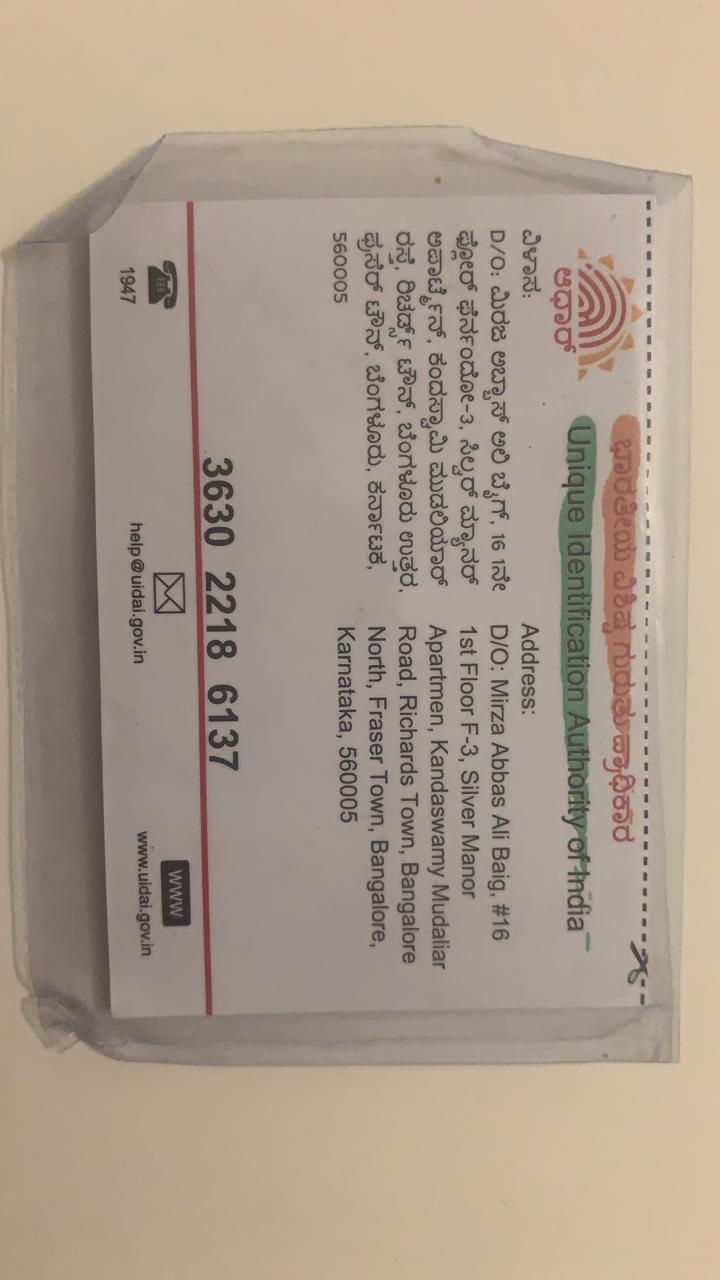 ಆಧಾರ್
ಭಾರತೀಯ ವಿಶಿಷ್ಟ ಗುರುತು ಪ್ರಾಧಿಕಾರ
Unique Identification Authority of India
ವಿಳಾಸ:
D/O: ಮಿರಜ ಅಬ್ಬಾಸ್ ಅಲಿ ಬೈಗ್, 16 1ನೇ
ಫ್ಲೋರ್ ಫೆರ್ನಂದೋ-3, ಸಿಲ್ವರ್ ಮ್ಯಾನರ್
ಅಪಾರ್ಟ್ಮೆನ್, ಕಂದಸ್ವಾಮಿ ಮುದಲಿಯಾರ್
ರಸ್ತೆ, ರಿಚರ್ಡ್ಸ್ ಟೌನ್, ಬೆಂಗಳೂರು ಉತ್ತರ,
ಫ್ರಸೆರ್ ಟೌನ್, ಬೆಂಗಳೂರು, ಕರ್ನಾಟಕ,
560005
Address:
D/O: Mirza Abbas Ali Baig, #16
1st Floor F-3, Silver Manor
Apartmen, Kandaswamy Mudaliar
Road, Richards Town, Bangalore
North, Fraser Town, Bangalore,
Karnataka, 560005
3630 2218 6137
1947
help@uidai.gov.in
www
www.uidai.gov.in